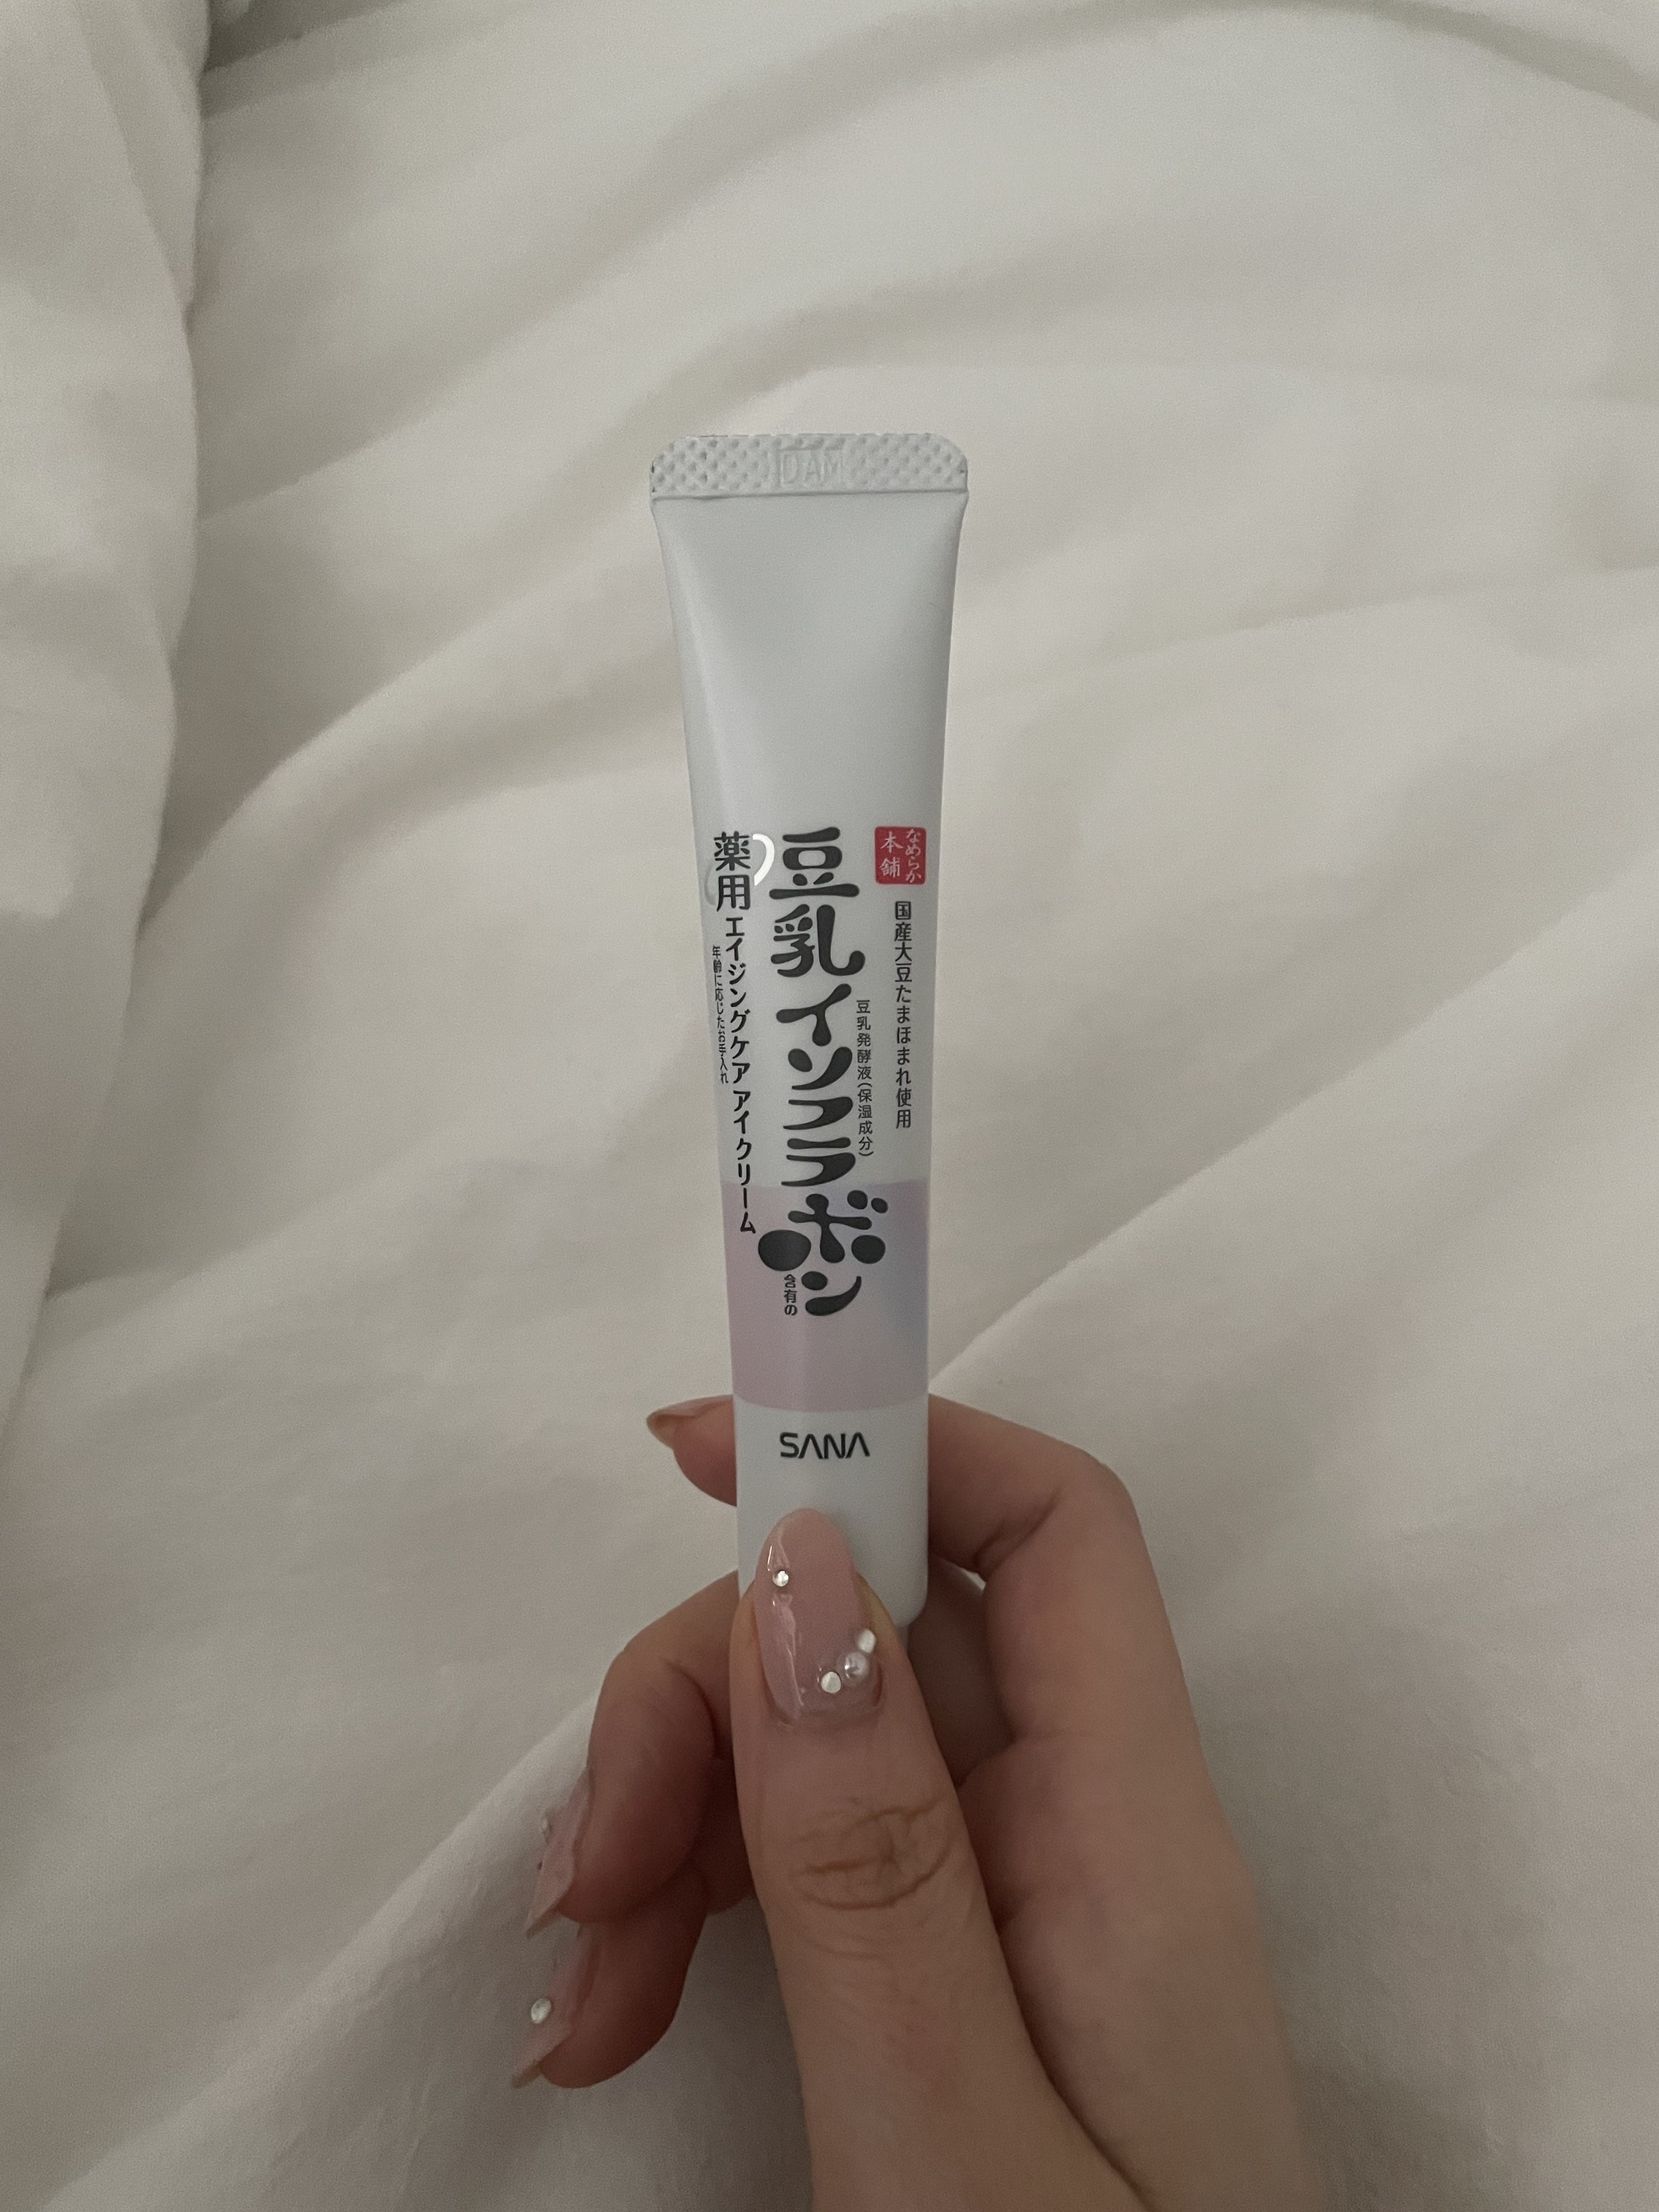 DAM
なめらか
本舗
国産大豆たまほまれ使用
豆乳発酵液(保湿成分)
豆乳イソフラボン
含有の
薬用エイジングケア アイクリーム
年齢に応じたお手入れ
SANA